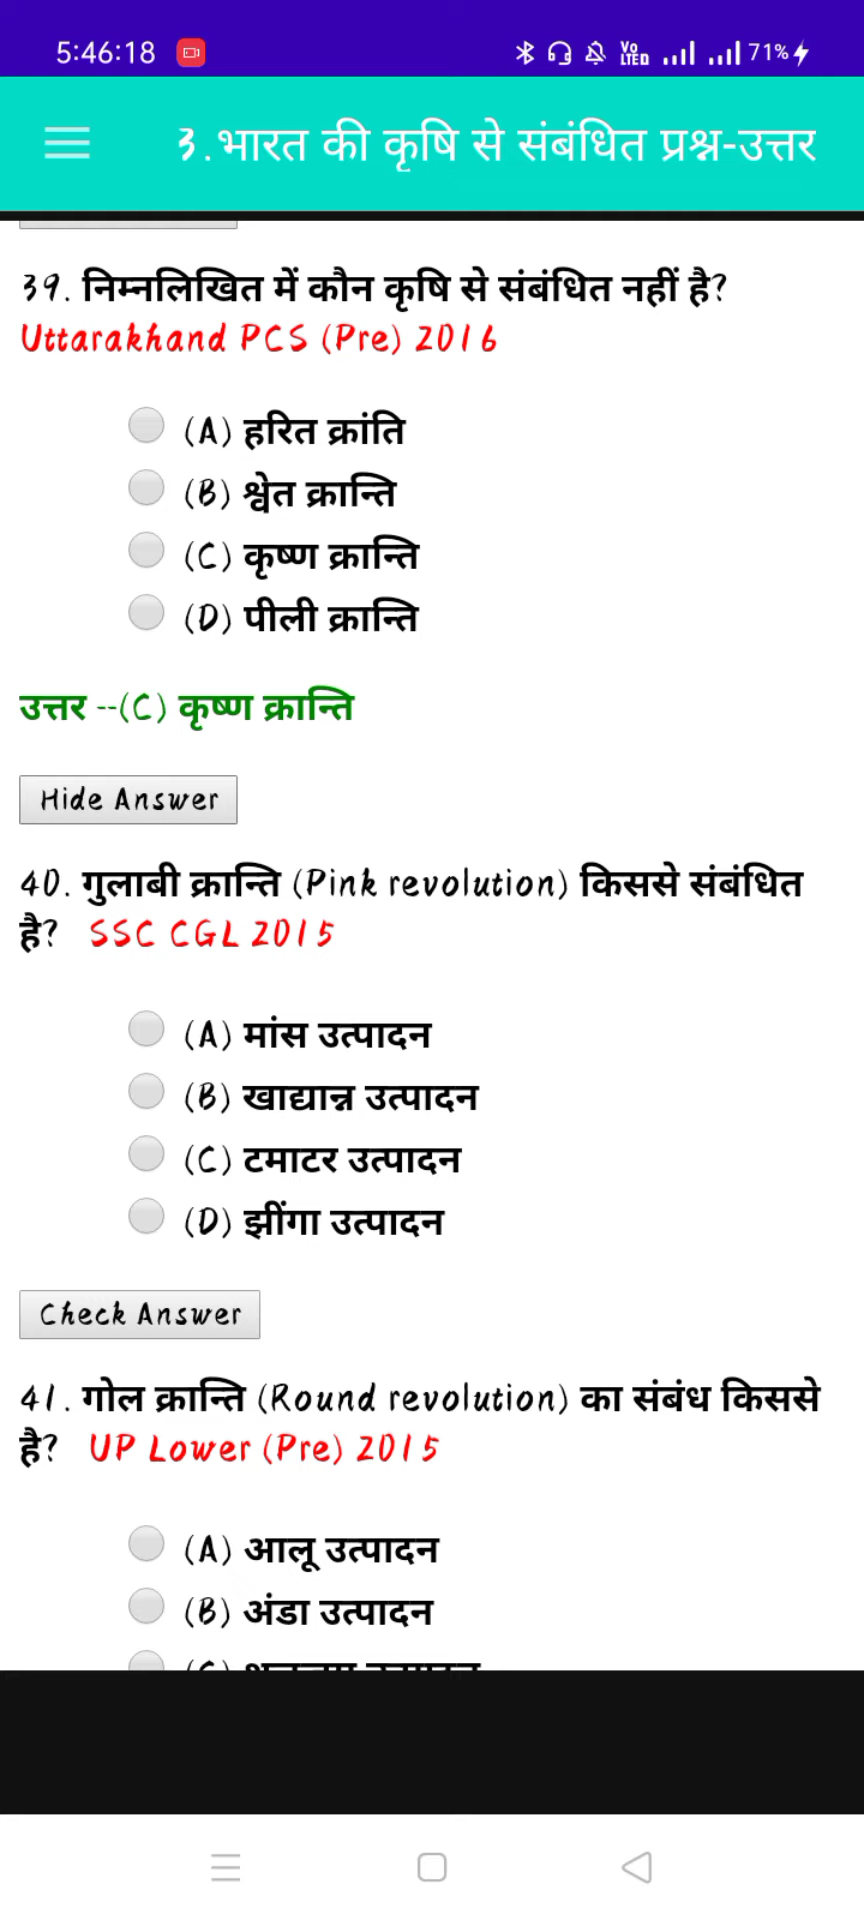 5:46:18
71%
3.भारत की कृषि से संबंधित प्रश्न-उत्तर
39. निम्नलिखित में कौन कृषि से संबंधित नहीं है?
Uttarakhand PCS (Pre) 2016
(A) हरित क्रांति
(B) श्वेत क्रान्ति
(C) कृष्ण क्रान्ति
(D) पीली क्रान्ति
उत्तर --(C) कृष्ण क्रान्ति
Hide Answer
40. गुलाबी क्रान्ति (Pink revolution) किससे संबंधित
है? SSC CGL 2015
(A) मांस उत्पादन
(B) खाद्यान्न उत्पादन
(C) टमाटर उत्पादन
(D) झींगा उत्पादन
Check Answer
41. गोल क्रान्ति (Round revolution) का संबंध किससे
है? UP Lower (Pre) 2015
(A) आलू उत्पादन
(B) अंडा उत्पादन